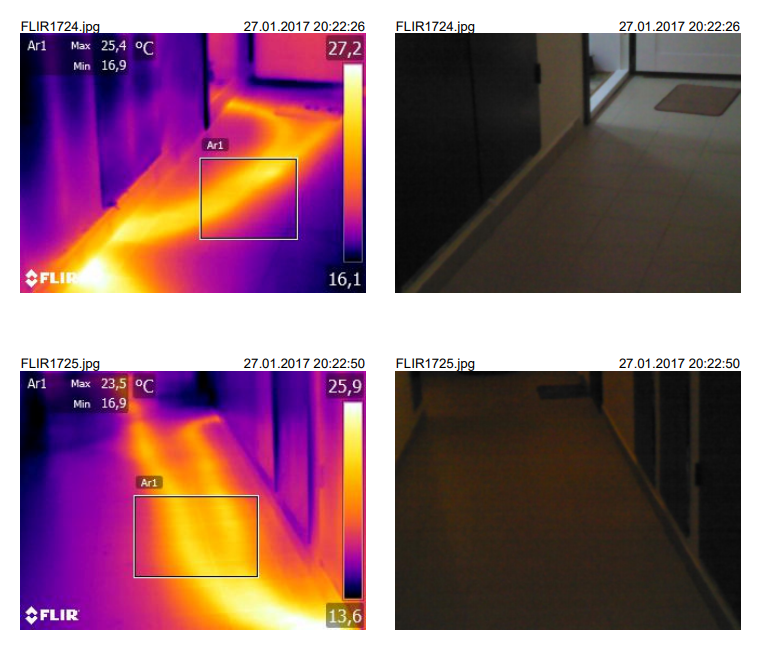 FLIR1724.jpg 27.01.2017 20:22:26 FLIR1724.jpg 27.01.2017 20:22:26
Ar1 Max 25,4 °C 27,2
Min 16,9
Ar1
FLIR 16,1
FLIR1725.jpg 27.01.2017 20:22:50 FLIR1725.jpg 27.01.2017 20:22:50
Ar1 Max 23,5 °C 25,9
Min 16,9
Ar1
FLIR 13,6